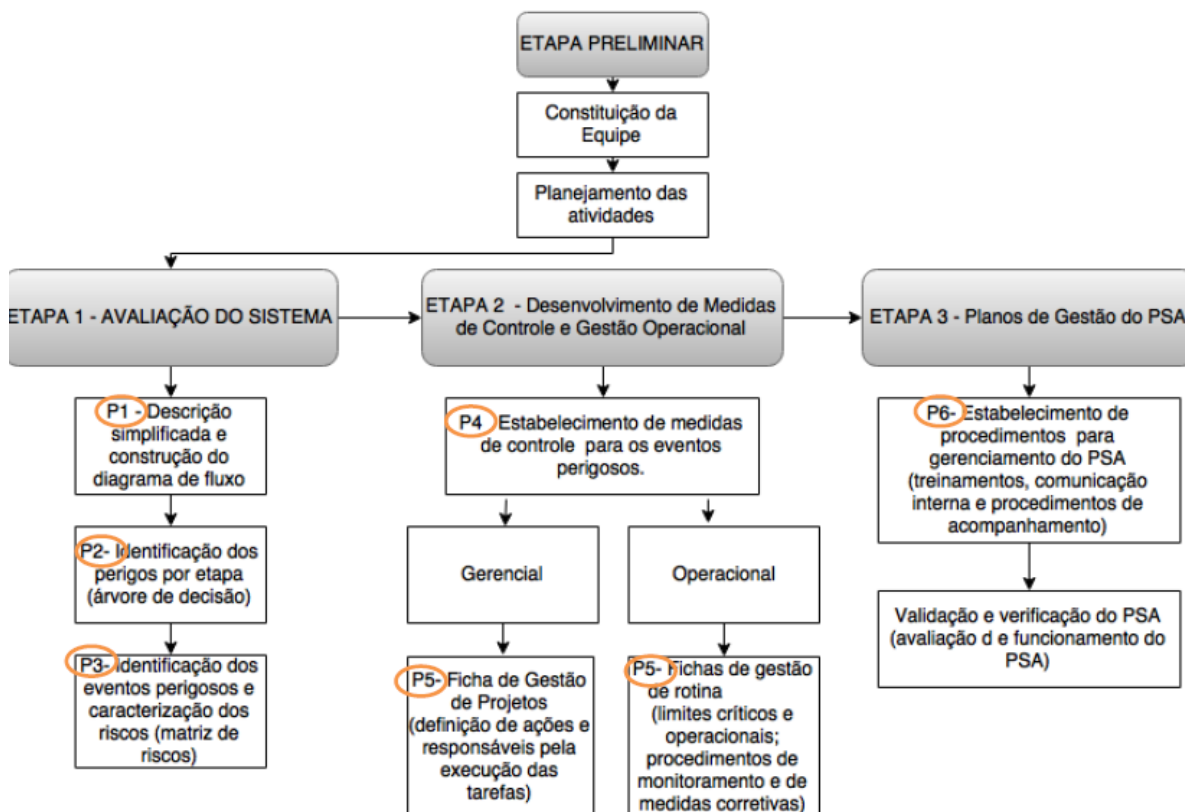 ETAPA PRELIMINAR
Constituição da
Equipe
Planejamento das
atividades
ETAPA 1 - AVALIAÇÃO DO SISTEMA
ETAPA 2 - Desenvolvimento de Medidas
de Controle e Gestão Operacional
ETAPA 3 - Planos de Gestão do PSA
P1 - Descrição
simplificada e
construção do
diagrama de fluxo
P2- Identificação dos
perigos por etapa
(árvore de decisão)
P3- Identificação dos
eventos perigosos e
caracterização dos
riscos (matriz de
riscos)
P4 Estabelecimento de medidas
de controle para os eventos
perigosos.
Gerencial
Operacional
P5- Ficha de Gestão
de Projetos
(definição de ações e
responsáveis pela
execução das
tarefas)
P5- Fichas de gestão
de rotina
(limites críticos e
operacionais;
procedimentos de
monitoramento e de
medidas corretivas)
P6- Estabelecimento de
procedimentos para
gerenciamento do PSA
(treinamentos, comunicação
interna e procedimentos de
acompanhamento)
Validação e verificação do PSA
(avaliação d e funcionamento do
PSA)